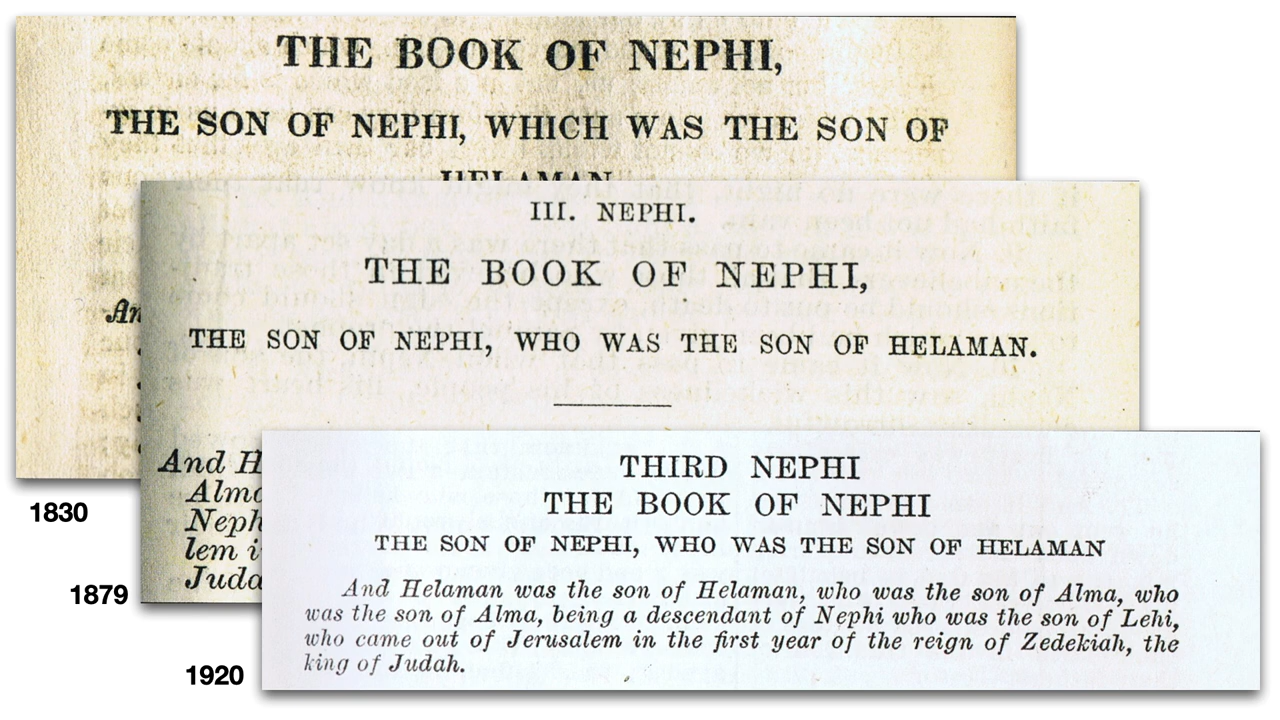 THE BOOK OF NEPHI,
THE SON OF NEPHI, WHICH WAS THE SON OF
HELAMAN
An
1830
III. NEPHI.
THE BOOK OF NEPHI,
THE SON OF NEPHI, WHO WAS THE SON OF HELAMAN.
And H
Alma
Neph
lem i
Juda
1879
THIRD NEPHI
THE BOOK OF NEPHI
THE SON OF NEPHI, WHO WAS THE SON OF HELAMAN
And Helaman was the son of Helaman, who was the son of Alma, who
was the son of Alma, being a descendant of Nephi who was the son of Lehi,
who came out of Jerusalem in the first year of the reign of Zedekiah, the
king of Judah.
1920